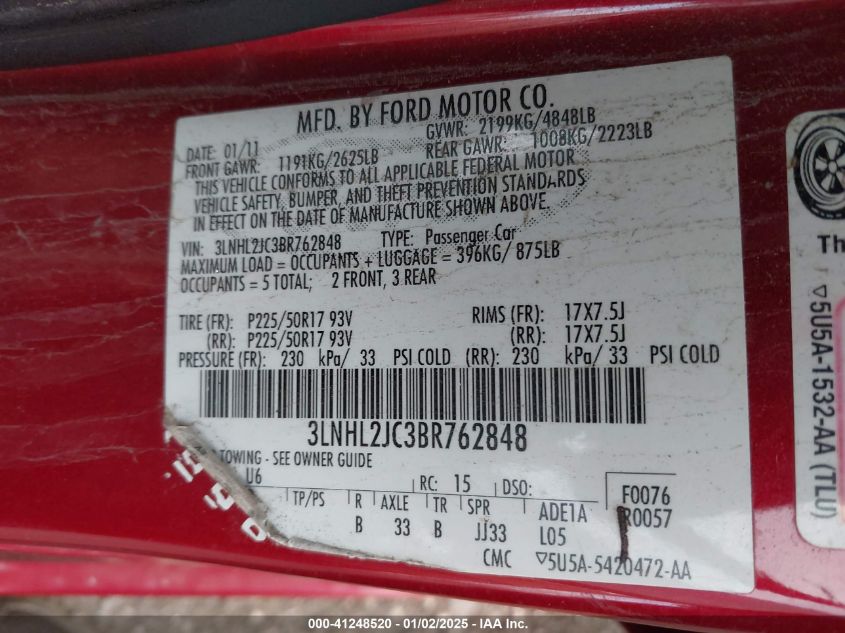 MFD. BY FORD MOTOR CO.
DATE: 01/11 GVWR: 2199KG/4848LB
FRONT GAWR: 1191KG/2625LB REAR GAWR: 1008KG/2223LB
THIS VEHICLE CONFORMS TO ALL APPLICABLE FEDERAL MOTOR
VEHICLE SAFETY, BUMPER, AND THEFT PREVENTION STANDARDS
IN EFFECT ON THE DATE OF MANUFACTURE SHOWN ABOVE.
VIN: 3LNHL2JC3BR762848 TYPE: Passenger Car
MAXIMUM LOAD = OCCUPANTS + LUGGAGE = 396KG/ 875LB
OCCUPANTS = 5 TOTAL; 2 FRONT, 3 REAR
TIRE (FR): P225/50R17 93V RIMS (FR): 17X7.5J
(RR): P225/50R17 93V (RR): 17X7.5J
PRESSURE (FR): 230 kPa/ 33 PSI COLD (RR): 230 kPa/ 33 PSI COLD
3LNHL2JC3BR762848
TOWING - SEE OWNER GUIDE
U6 RC: 15 DSO: F0076
TP/PS R AXLE TR SPR ADE1A R0057
B 33 B JJ33 L05
CMC ▽5U5A-5420472-AA
Th
▽5U5A-1532-AA (TLU)
000-41248520 - 01/02/2025 - IAAI Inc.